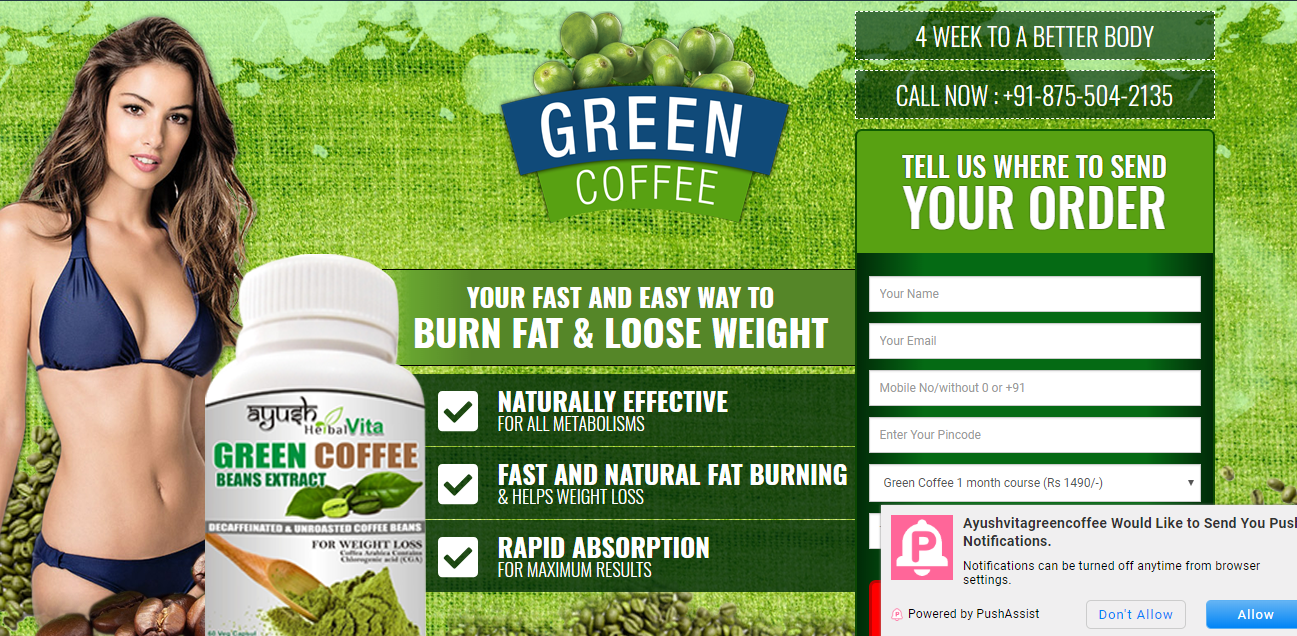 4 WEEK TO A BETTER BODY
CALL NOW : +91-875-504-2135
GREEN
COFFEE
TELL US WHERE TO SEND
YOUR ORDER
YOUR FAST AND EASY WAY TO
BURN FAT & LOOSE WEIGHT
NATURALLY EFFECTIVE
FOR ALL METABOLISMS
FAST AND NATURAL FAT BURNING
& HELPS WEIGHT LOSS
RAPID ABSORPTION
FOR MAXIMUM RESULTS
ayush
HerbalVita
GREEN COFFEE
BEANS EXTRACT
DECAFFEINATED & UNROASTED COFFEE BEANS
FOR WEIGHT LOSS
Coffea Arabica Contains
Chlorogenic acid (CGA)
60 Veg Capsul
Your Name
Your Email
Mobile No/without 0 or +91
Enter Your Pincode
Green Coffee 1 month course (Rs 1490/-)
Ayushvitagreencoffee Would Like to Send You Pus
Notifications.
Notifications can be turned off anytime from browser
settings.
P
Powered by PushAssist
Don't Allow
Allow